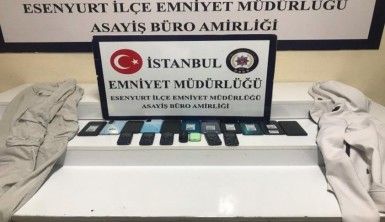 ESENYURT İLÇE EMNİYET MÜDÜRLÜĞÜ
ASAYİŞ BÜRO AMİRLİĞİ
İSTANBUL
EMNİYET MÜDÜRLÜĞÜ
ESENYURT İLÇE EMNİYET MÜDÜRLÜĞÜ
ASAYİŞ BÜRO AMİRLİĞİ